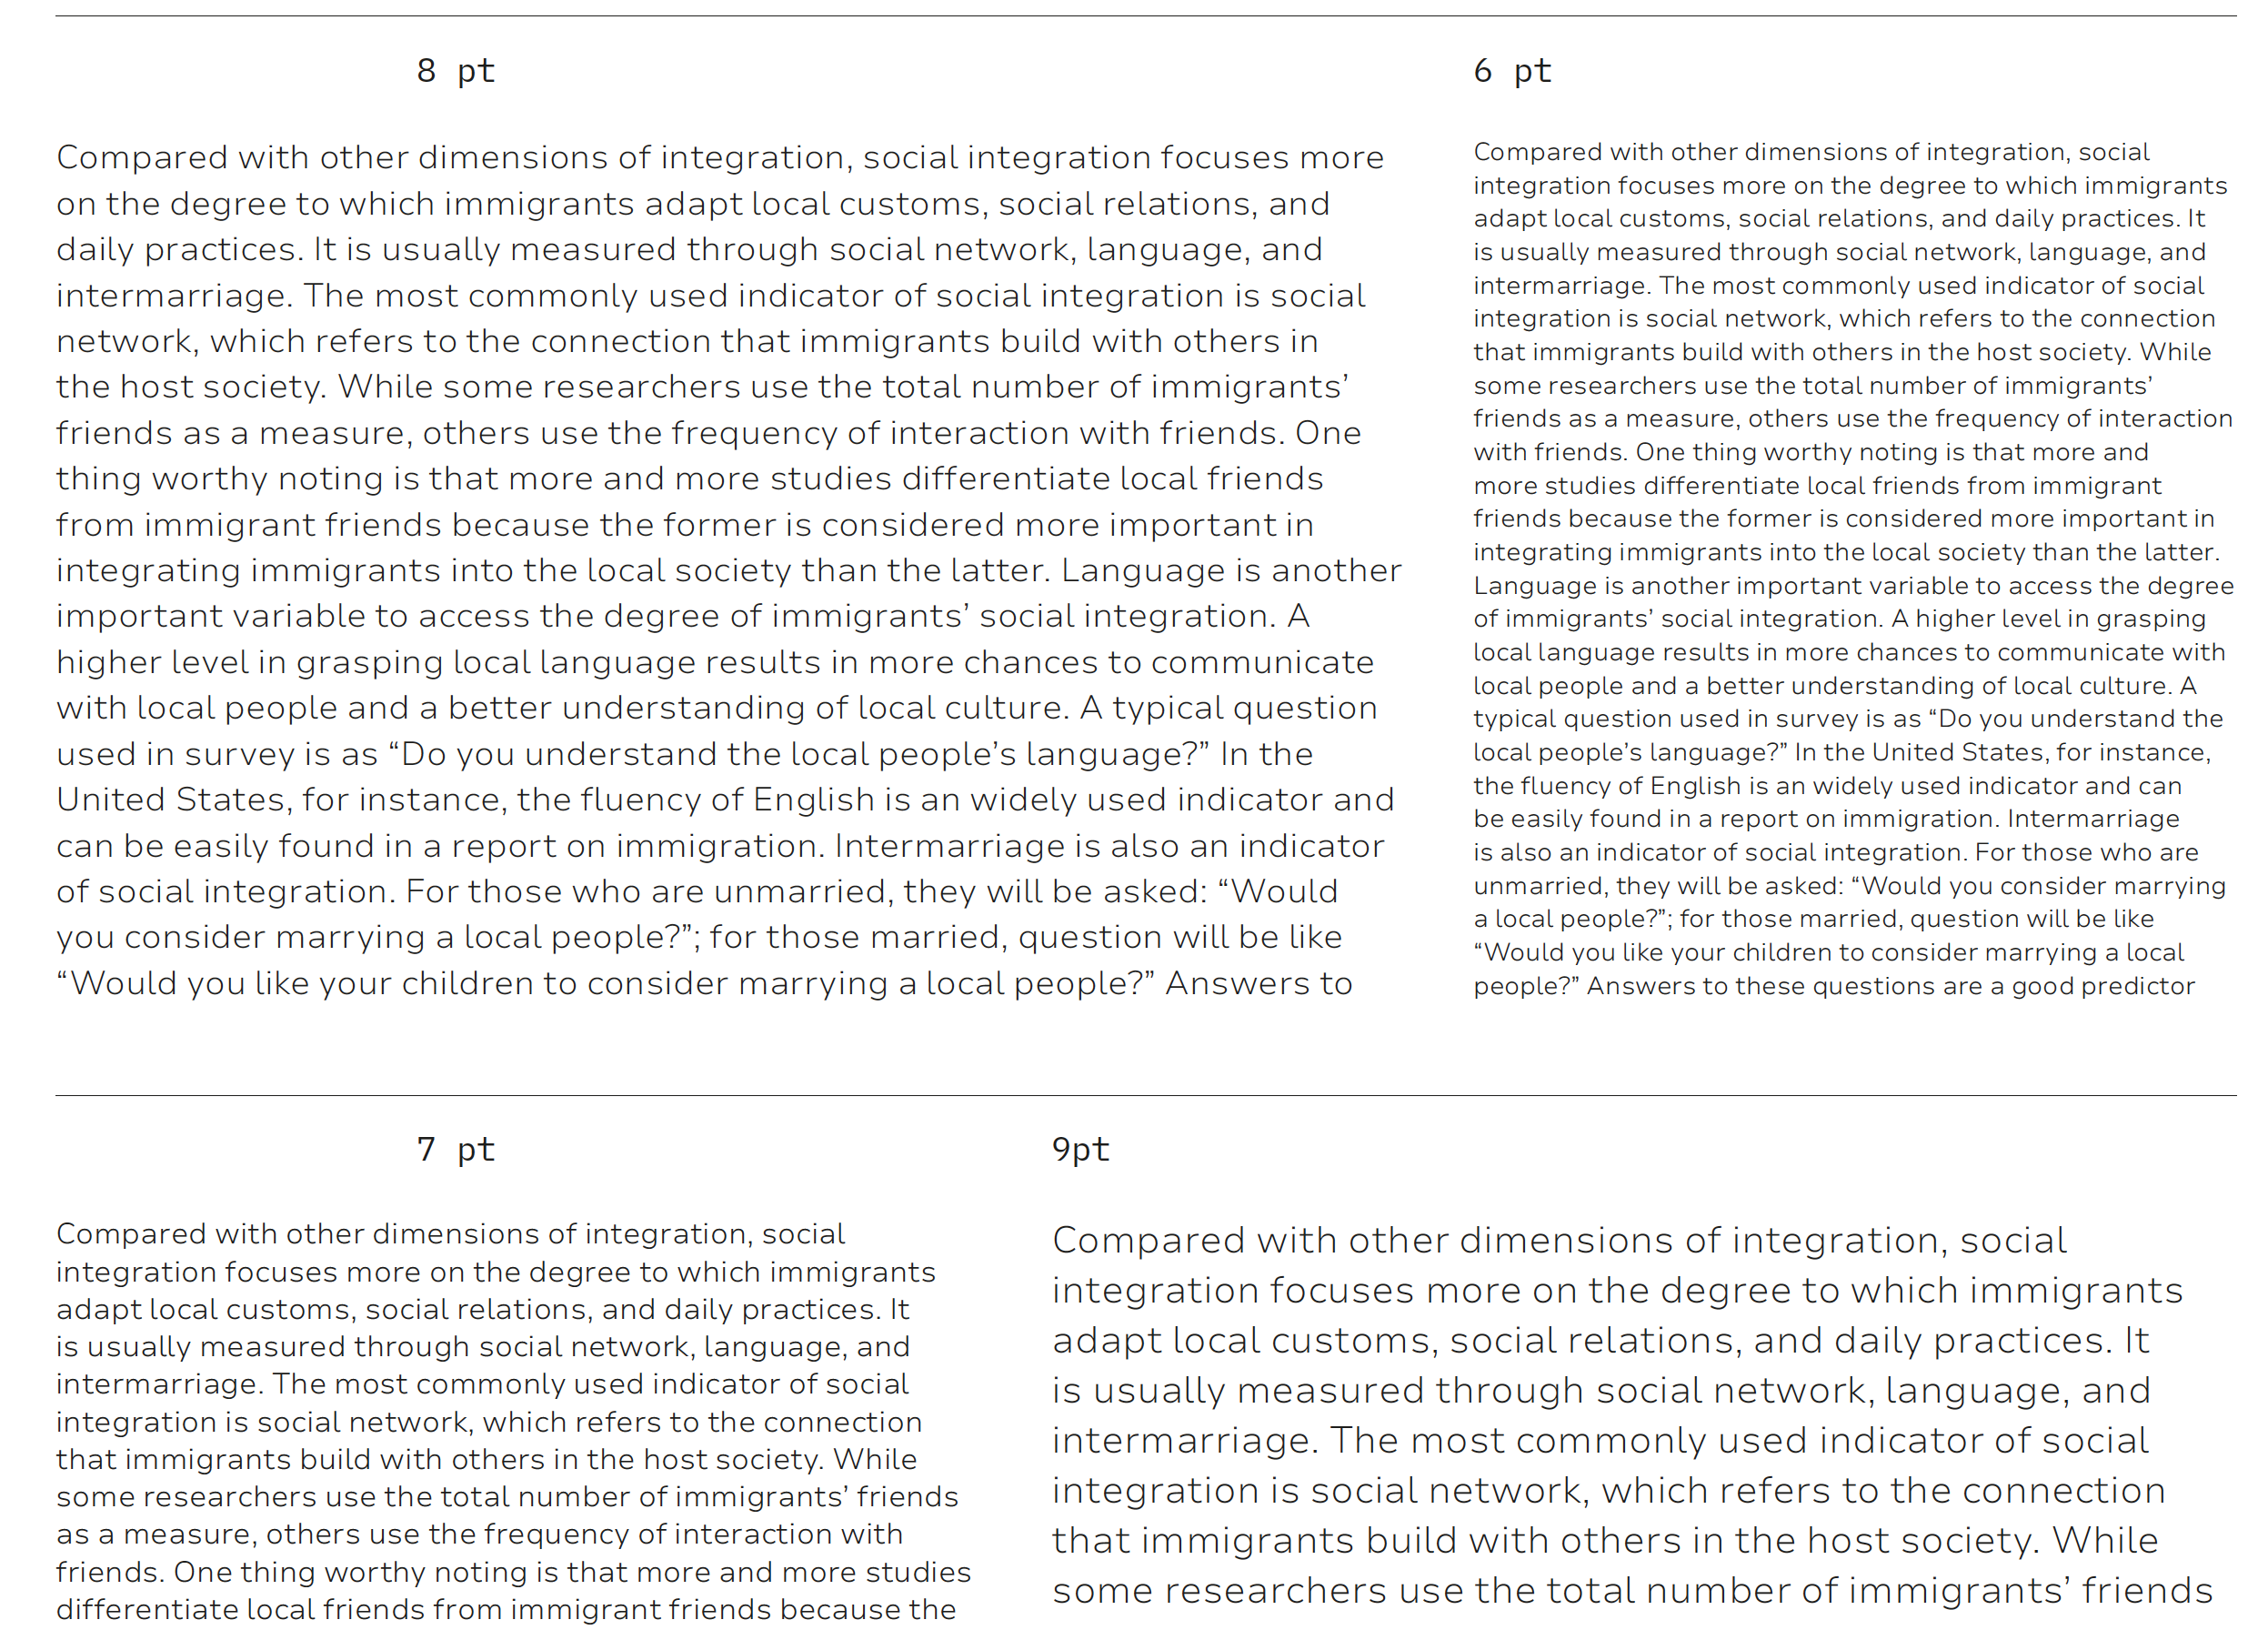 8 pt
Compared with other dimensions of integration, social integration focuses more
on the degree to which immigrants adapt local customs, social relations, and
daily practices. It is usually measured through social network, language, and
intermarriage. The most commonly used indicator of social integration is social
network, which refers to the connection that immigrants build with others in
the host society. While some researchers use the total number of immigrants’
friends as a measure, others use the frequency of interaction with friends. One
thing worthy noting is that more and more studies differentiate local friends
from immigrant friends because the former is considered more important in
integrating immigrants into the local society than the latter. Language is another
important variable to access the degree of immigrants’ social integration. A
higher level in grasping local language results in more chances to communicate
with local people and a better understanding of local culture. A typical question
used in survey is as “Do you understand the local people’s language?” In the
United States, for instance, the fluency of English is an widely used indicator and
can be easily found in a report on immigration. Intermarriage is also an indicator
of social integration. For those who are unmarried, they will be asked: “Would
you consider marrying a local people?”; for those married, question will be like
“Would you like your children to consider marrying a local people?” Answers to
6 pt
Compared with other dimensions of integration, social
integration focuses more on the degree to which immigrants
adapt local customs, social relations, and daily practices. It
is usually measured through social network, language, and
intermarriage. The most commonly used indicator of social
integration is social network, which refers to the connection
that immigrants build with others in the host society. While
some researchers use the total number of immigrants’
friends as a measure, others use the frequency of interaction
with friends. One thing worthy noting is that more and
more studies differentiate local friends from immigrant
friends because the former is considered more important in
integrating immigrants into the local society than the latter.
Language is another important variable to access the degree
of immigrants’ social integration. A higher level in grasping
local language results in more chances to communicate with
local people and a better understanding of local culture. A
typical question used in survey is as “Do you understand the
local people’s language?” In the United States, for instance,
the fluency of English is an widely used indicator and can
be easily found in a report on immigration. Intermarriage
is also an indicator of social integration. For those who are
unmarried, they will be asked: “Would you consider marrying
a local people?”; for those married, question will be like
“Would you like your children to consider marrying a local
people?” Answers to these questions are a good predictor
7 pt
Compared with other dimensions of integration, social
integration focuses more on the degree to which immigrants
adapt local customs, social relations, and daily practices. It
is usually measured through social network, language, and
intermarriage. The most commonly used indicator of social
integration is social network, which refers to the connection
that immigrants build with others in the host society. While
some researchers use the total number of immigrants’ friends
as a measure, others use the frequency of interaction with
friends. One thing worthy noting is that more and more studies
differentiate local friends from immigrant friends because the
9pt
Compared with other dimensions of integration, social
integration focuses more on the degree to which immigrants
adapt local customs, social relations, and daily practices. It
is usually measured through social network, language, and
intermarriage. The most commonly used indicator of social
integration is social network, which refers to the connection
that immigrants build with others in the host society. While
some researchers use the total number of immigrants’ friends